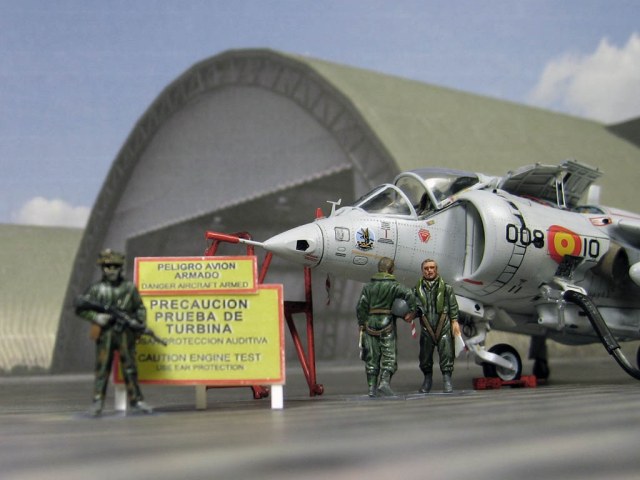 PELIGRO AVION
ARMADO
DANGER AIRCRAFT ARMED
PRECAUCION
PRUEBA DE
TURBINA
USAR PROTECCION AUDITIVA
CAUTION ENGINE TEST
USE EAR PROTECTION
008 10